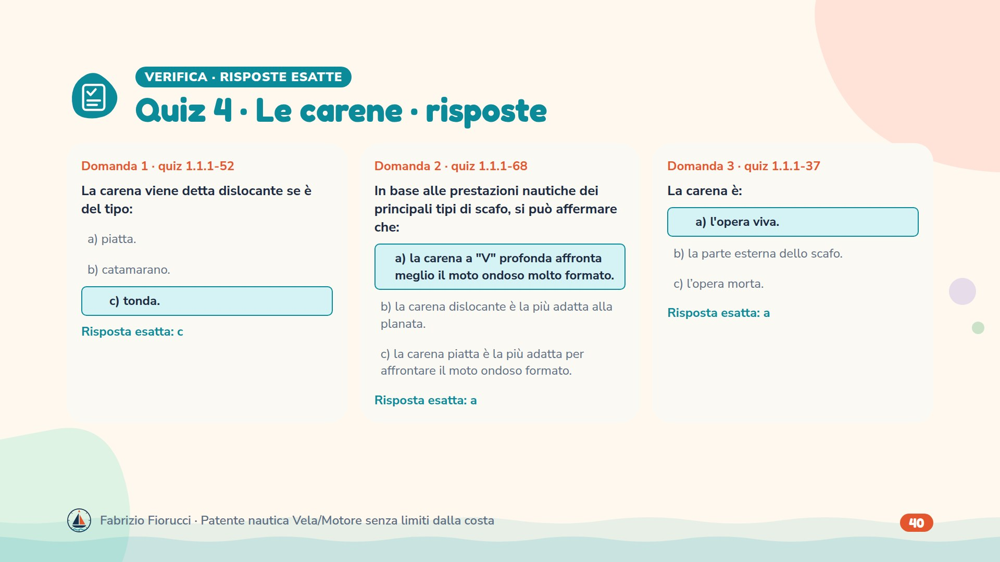 VERIFICA · RISPOSTE ESATTE
Quiz 4 · Le carene · risposte
Domanda 1 · quiz 1.1.1-52
La carena viene detta dislocante se è
del tipo:
a) piatta.
b) catamarano.
c) tonda.
Risposta esatta: c
Domanda 2 · quiz 1.1.1-68
In base alle prestazioni nautiche dei
principali tipi di scafo, si può affermare
che:
a) la carena a "V" profonda affronta
meglio il moto ondoso molto formato.
b) la carena dislocante è la più adatta alla
planata.
c) la carena piatta è la più adatta per
affrontare il moto ondoso formato.
Risposta esatta: a
Domanda 3 · quiz 1.1.1-37
La carena è:
a) l'opera viva.
b) la parte esterna dello scafo.
c) l’opera morta.
Risposta esatta: a
Fabrizio Fiorucci · Patente nautica Vela/Motore senza limiti dalla costa
40